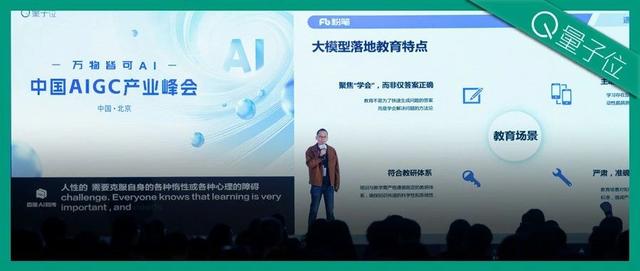 量子位
量子位
万物皆可AI
AI
中国AIGC产业峰会
中国·北京
人性的 需要克服自身的各种惰性或各种心理的障碍
challenge. Everyone knows that learning is very
important , and
粉笔
大模型落地教育特点
聚焦“学会”，而非仅答案正确
教育不是为了快速生成问题的答案
而是学会解决问题的方法论
教育场景
符合教研体系
严肃，准确